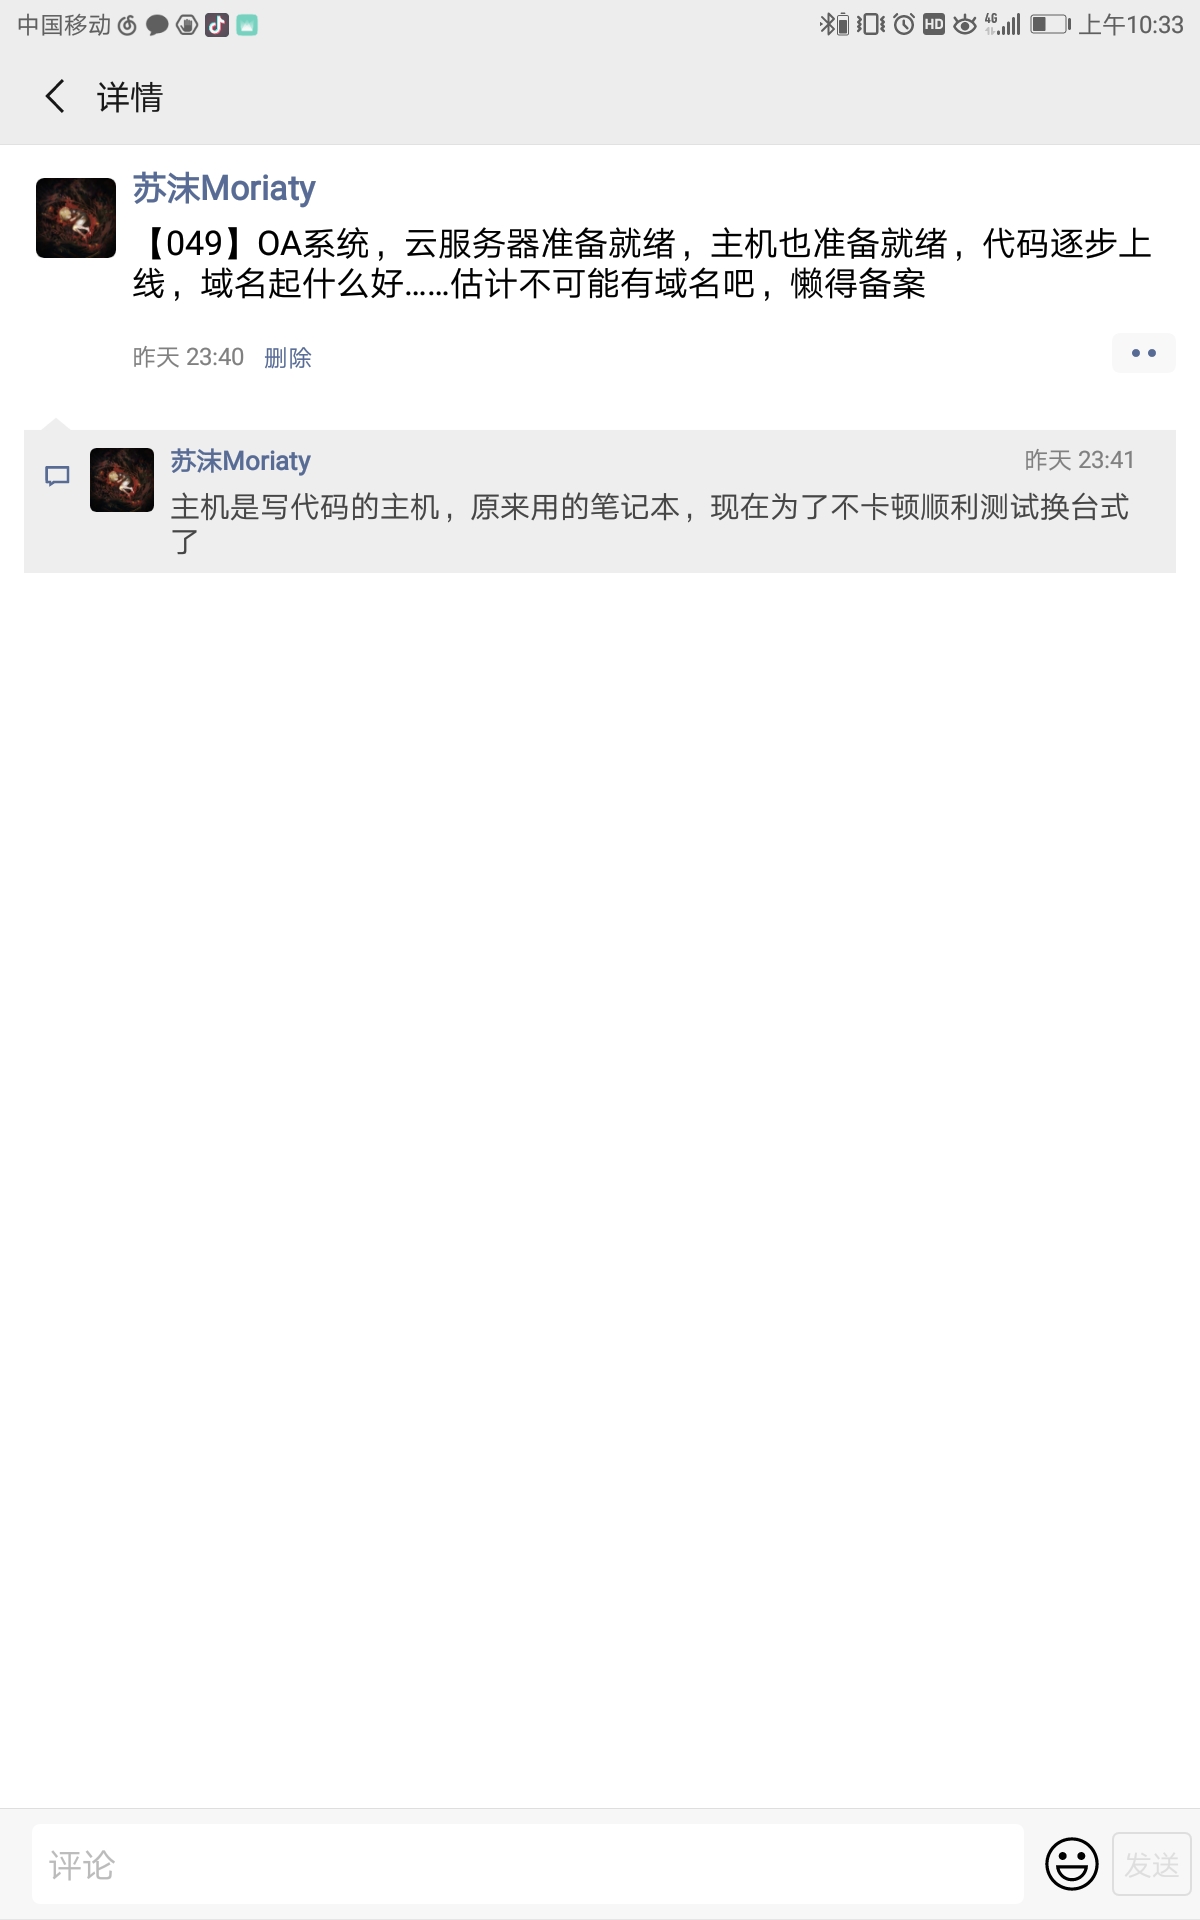 中国移动 HD 4G 上午10:33
详情
苏沫Moriaty
【049】OA系统，云服务器准备就绪，主机也准备就绪，代码逐步上
线，域名起什么好……估计不可能有域名吧，懒得备案
昨天 23:40 删除
苏沫Moriaty 昨天 23:41
主机是写代码的主机，原来用的笔记本，现在为了不卡顿顺利测试换台式
了
评论 发送